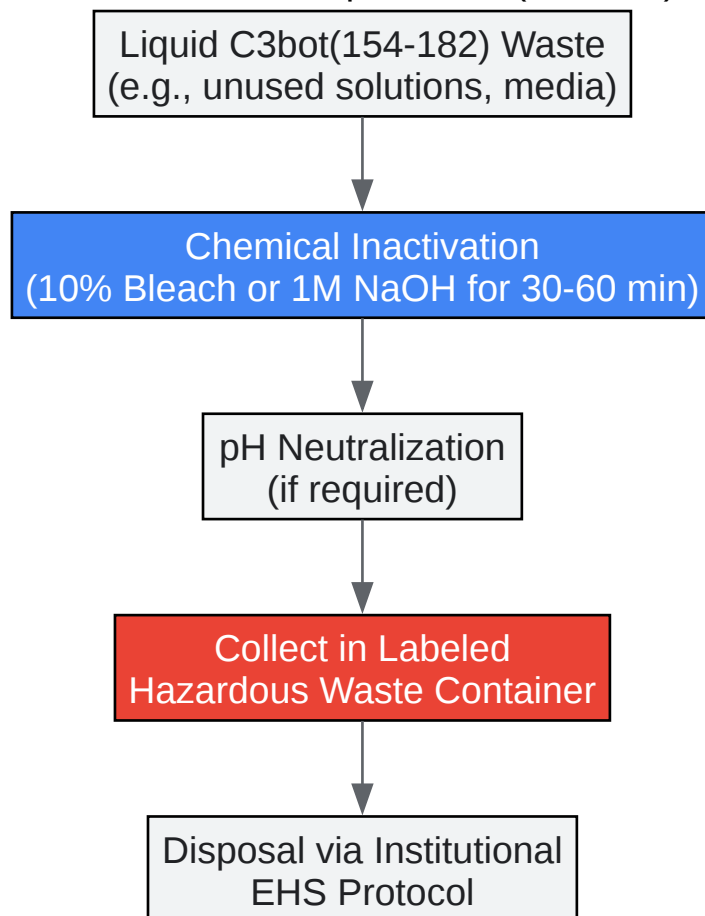 Liquid C3bot(154-182) Waste
(e.g., unused solutions, media)
Chemical Inactivation
(10% Bleach or 1M NaOH for 30-60 min)
pH Neutralization
(if required)
Collect in Labeled
Hazardous Waste Container
Disposal via Institutional
EHS Protocol